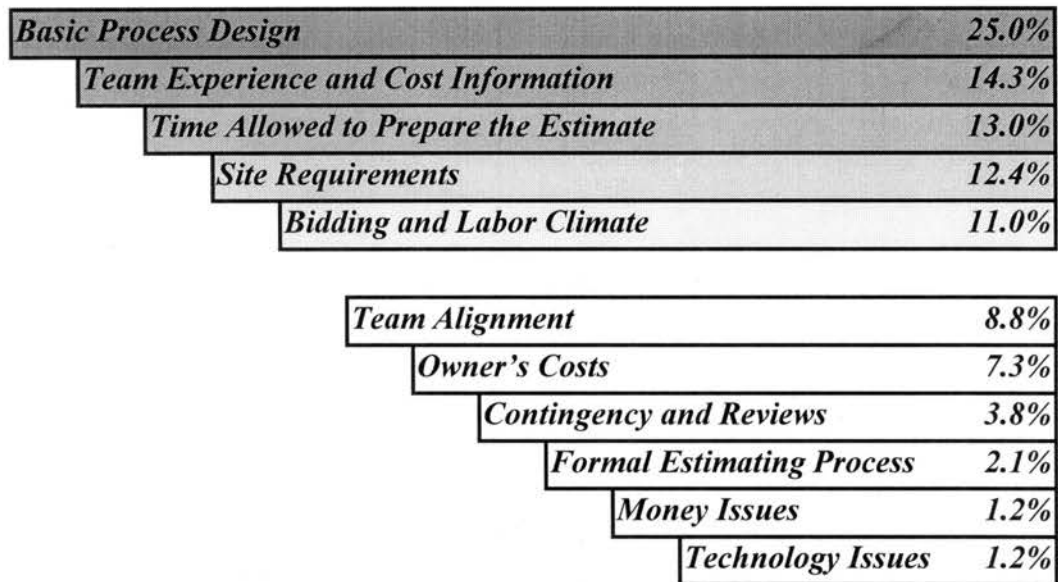 Basic Process Design 25.0%
Team Experience and Cost Information 14.3%
Time Allowed to Prepare the Estimate 13.0%
Site Requirements 12.4%
Bidding and Labor Climate 11.0%
Team Alignment 8.8%
Owner's Costs 7.3%
Contingency and Reviews 3.8%
Formal Estimating Process 2.1%
Money Issues 1.2%
Technology Issues 1.2%